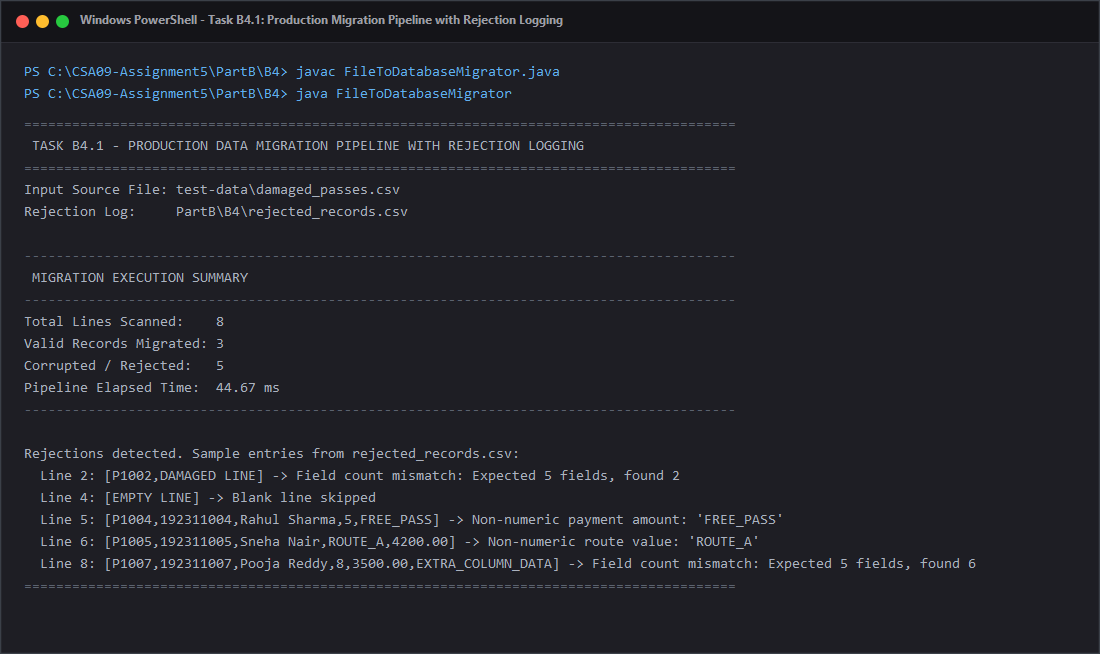 Windows PowerShell - Task B4.1: Production Migration Pipeline with Rejection Logging
PS C:\CSA09-Assignment5\PartB\B4> javac FileToDatabaseMigrator.java
PS C:\CSA09-Assignment5\PartB\B4> java FileToDatabaseMigrator
=========================================================================================
 TASK B4.1 - PRODUCTION DATA MIGRATION PIPELINE WITH REJECTION LOGGING
=========================================================================================
Input Source File: test-data\damaged_passes.csv
Rejection Log:     PartB\B4\rejected_records.csv
-----------------------------------------------------------------------------------------
 MIGRATION EXECUTION SUMMARY
-----------------------------------------------------------------------------------------
Total Lines Scanned:    8
Valid Records Migrated: 3
Corrupted / Rejected:   5
Pipeline Elapsed Time:  44.67 ms
-----------------------------------------------------------------------------------------
Rejections detected. Sample entries from rejected_records.csv:
  Line 2: [P1002,DAMAGED LINE] -> Field count mismatch: Expected 5 fields, found 2
  Line 4: [EMPTY LINE] -> Blank line skipped
  Line 5: [P1004,192311004,Rahul Sharma,5,FREE_PASS] -> Non-numeric payment amount: 'FREE_PASS'
  Line 6: [P1005,192311005,Sneha Nair,ROUTE_A,4200.00] -> Non-numeric route value: 'ROUTE_A'
  Line 8: [P1007,192311007,Pooja Reddy,8,3500.00,EXTRA_COLUMN_DATA] -> Field count mismatch: Expected 5 fields, found 6
=========================================================================================